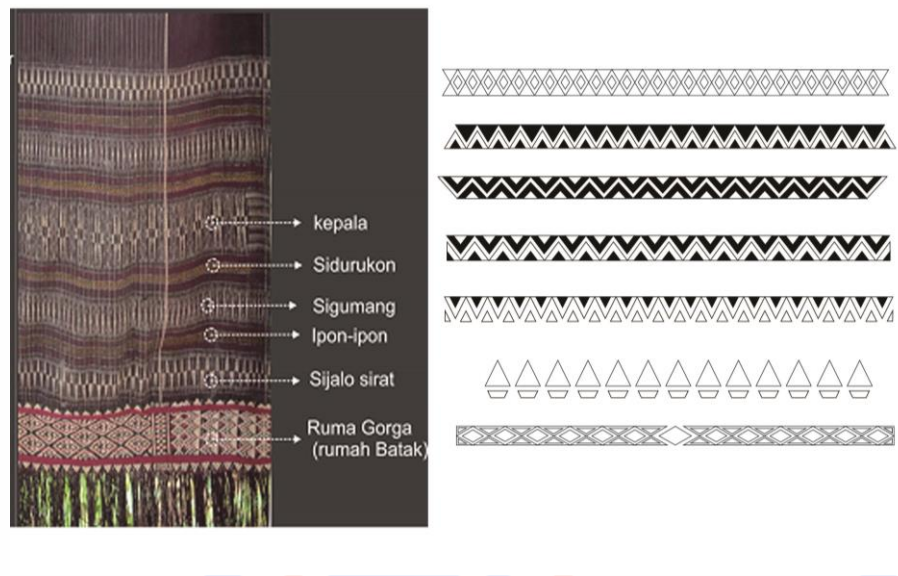 kepala
Sidurukon
Sigumang
Ipon-ipon
Sijalo sirat
Ruma Gorga
(rumah Batak)